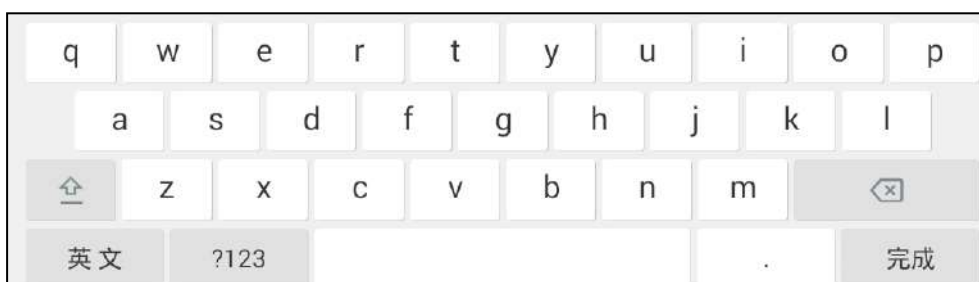 q w e r t y u i o p
a s d f g h j k l
z x c v b n m
英文 ?123 . 完成